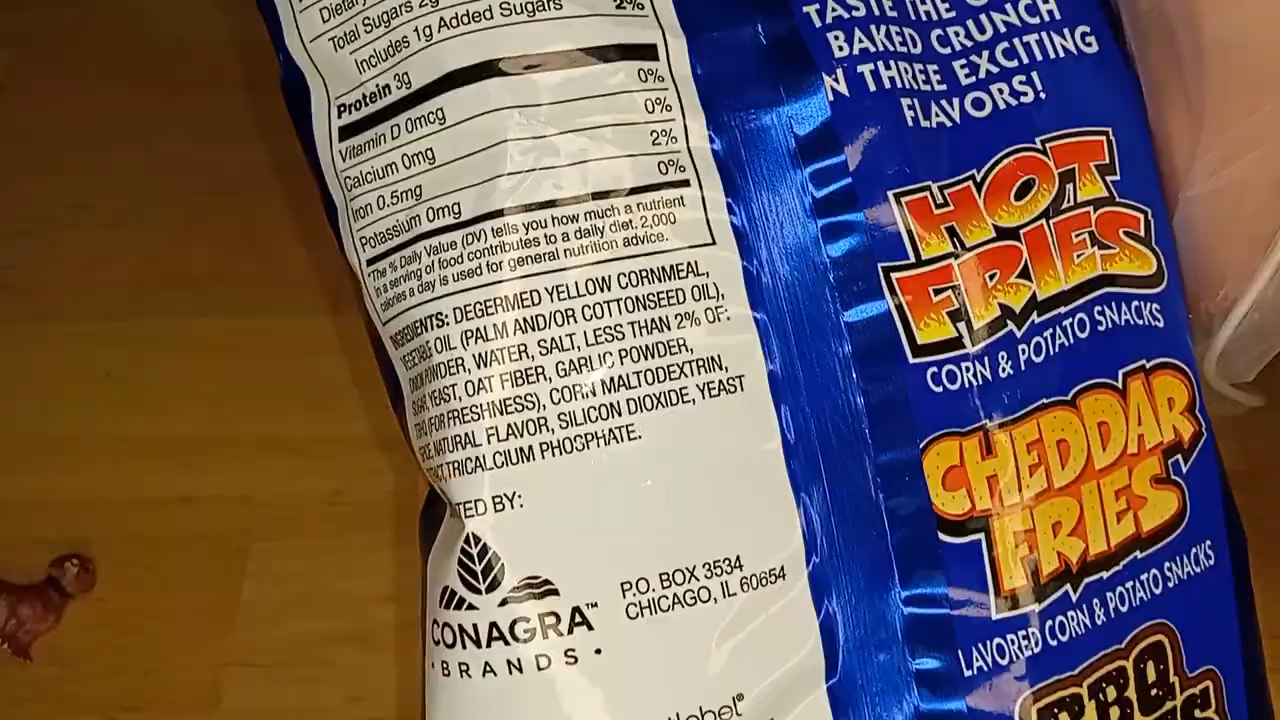 Total Sugars 2g
Includes 1g Added Sugars 2%
Protein 3g
Vitamin D 0mcg 0%
Calcium 0mg 0%
Iron 0.5mg 2%
Potassium 0mg 0%
*The % Daily Value (DV) tells you how much a nutrient
in a serving of food contributes to a daily diet. 2,000
calories a day is used for general nutrition advice.
INGREDIENTS: DEGERMED YELLOW CORNMEAL,
VEGETABLE OIL (PALM AND/OR COTTONSEED OIL),
ONION POWDER, WATER, SALT, LESS THAN 2% OF:
SUGAR, YEAST, OAT FIBER, GARLIC POWDER,
TBHQ (FOR FRESHNESS), CORN MALTODEXTRIN,
SPICE, NATURAL FLAVOR, SILICON DIOXIDE, YEAST
TRICALCIUM PHOSPHATE.
TED BY:
CONAGRA™
•BRANDS•
P.O. BOX 3534
CHICAGO, IL 60654
TASTE THE
BAKED CRUNCH
N THREE EXCITING
FLAVORS!
HOT
FRIES
CORN & POTATO SNACKS
CHEDDAR
FRIES
LAVORED CORN & POTATO SNACKS
BBQ